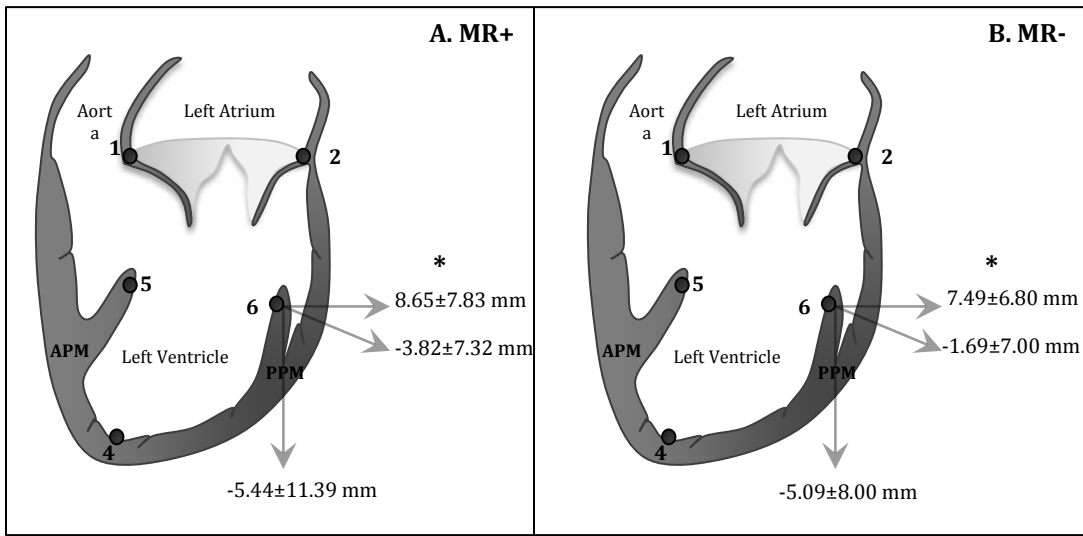 A. MR+
Aort
a
Left Atrium
1
2
*
5
8.65±7.83 mm
6
-3.82±7.32 mm
APM
Left Ventricle
PPM
4
-5.44±11.39 mm
B. MR-
Aort
a
Left Atrium
1
2
*
5
7.49±6.80 mm
6
-1.69±7.00 mm
APM
Left Ventricle
PPM
4
-5.09±8.00 mm